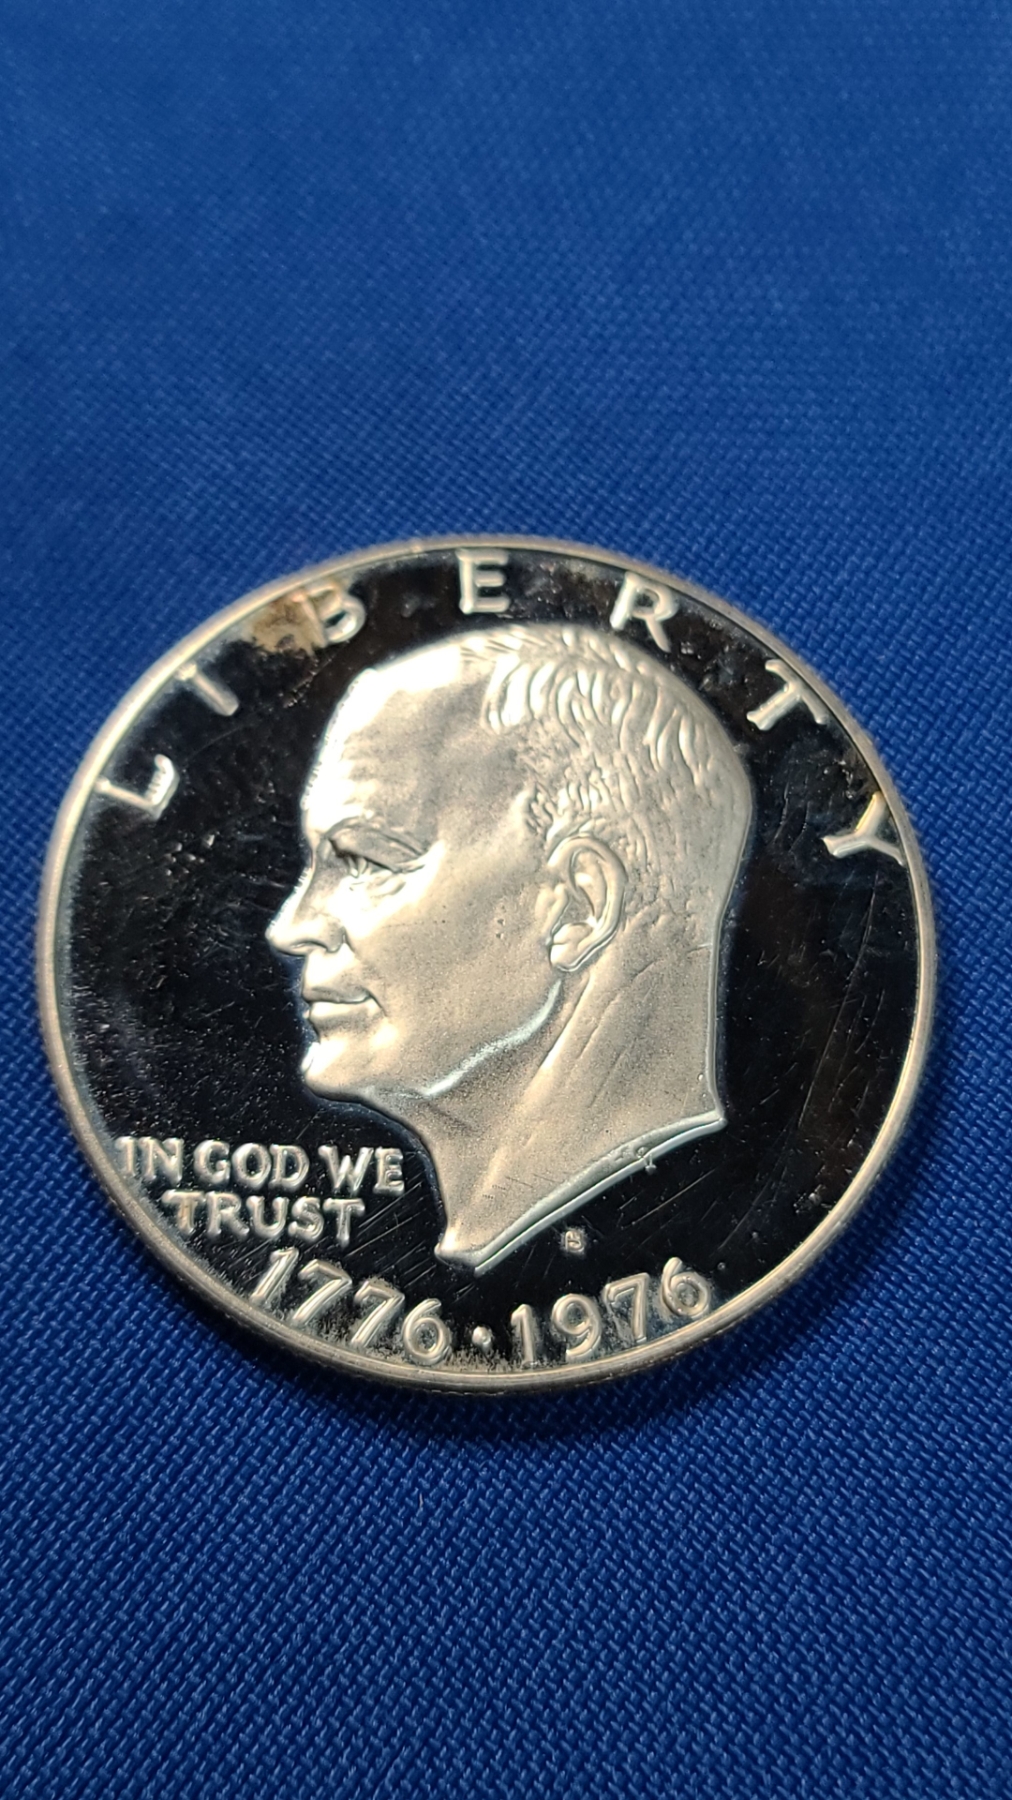 LIBERTY
IN GOD WE
TRUST
S
1776·1976